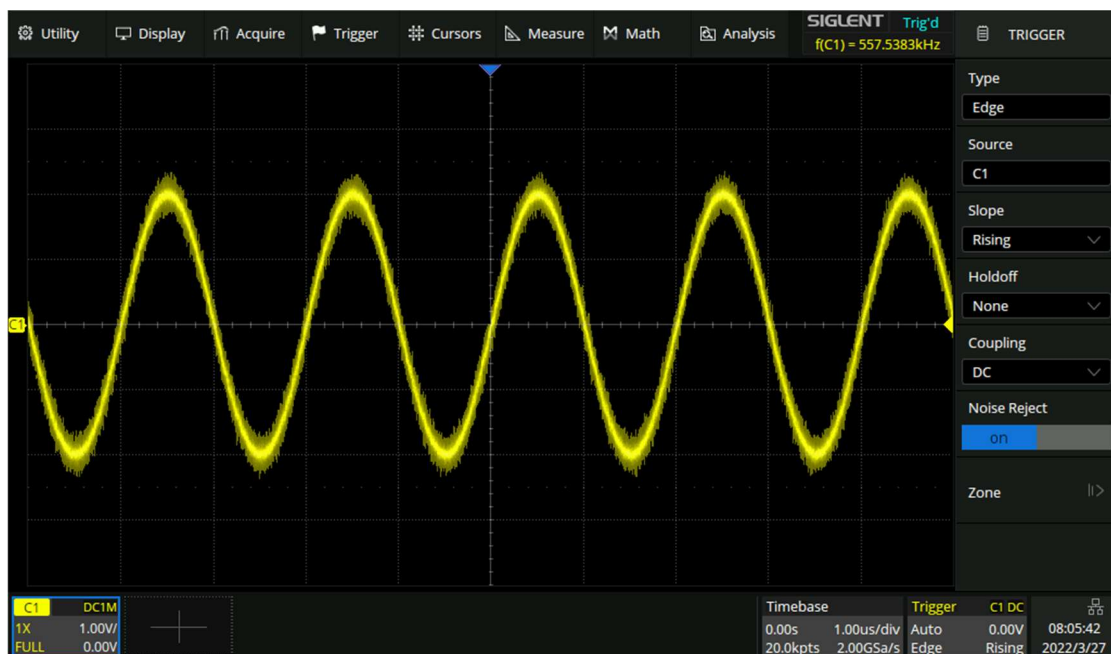 Utility Display Acquire Trigger Cursors Measure Math Analysis
SIGLENT Trig'd
f(C1) = 557.5383kHz
TRIGGER
Type
Edge
Source
C1
Slope
Rising
Holdoff
None
Coupling
DC
Noise Reject
on
Zone
C1
C1 DC1M
1X 1.00V/
FULL 0.00V
Timebase
0.00s 1.00us/div
20.0kpts 2.00GSa/s
Trigger C1 DC
Auto 0.00V
Edge Rising
08:05:42
2022/3/27